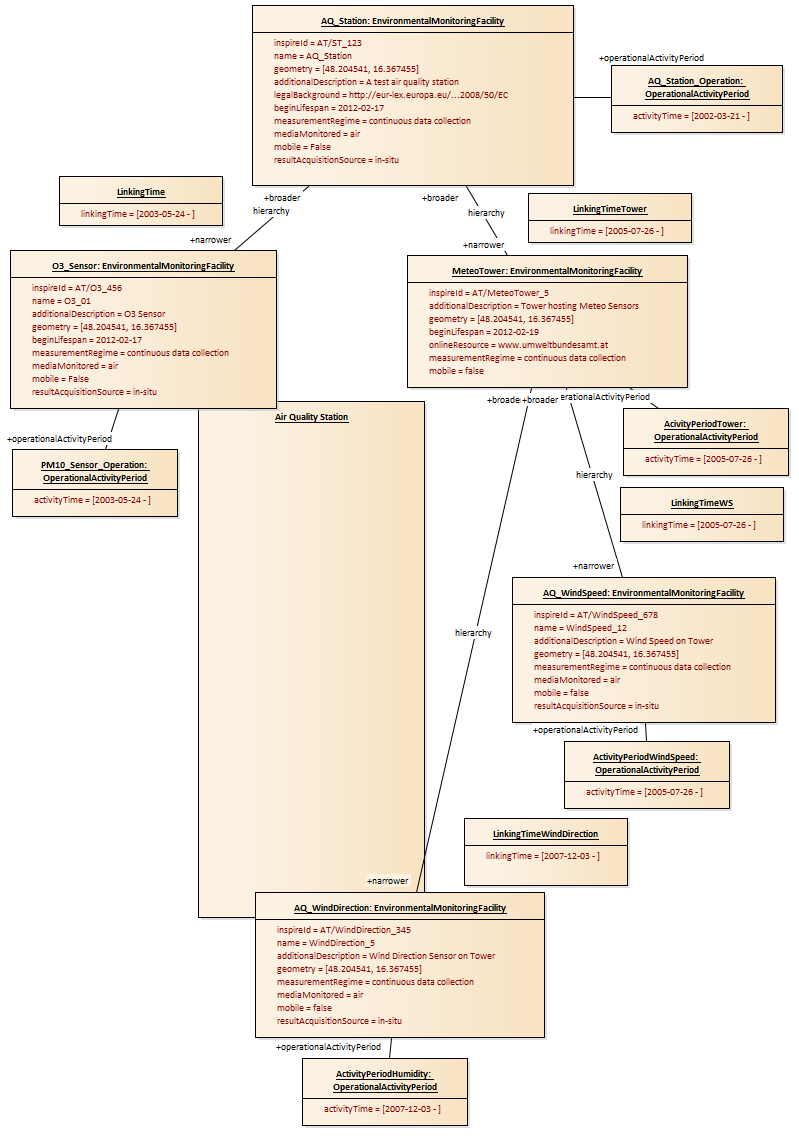 AQ_Station: EnvironmentalMonitoringFacility
inspireId = AT/ST_123
name = AQ_Station
geometry = [48.204541, 16.367455]
additionalDescription = A test air quality station
legalBackground = http://eur-lex.europa.eu/...2008/50/EC
beginLifespan = 2012-02-17
measurementRegime = continuous data collection
mediaMonitored = air
mobile = False
resultAcquisitionSource = in-situ
+operationalActivityPeriod
AQ_Station_Operation:
OperationalActivityPeriod
activityTime = [2002-03-21 - ]
+broader
hierarchy
+narrower
+broader
hierarchy
+narrower
LinkingTime
linkingTime = [2003-05-24 - ]
LinkingTimeTower
linkingTime = [2005-07-26 - ]
O3_Sensor: EnvironmentalMonitoringFacility
inspireId = AT/O3_456
name = O3_01
additionalDescription = O3 Sensor
geometry = [48.204541, 16.367455]
beginLifespan = 2012-02-17
measurementRegime = continuous data collection
mediaMonitored = air
mobile = False
resultAcquisitionSource = in-situ
MeteoTower: EnvironmentalMonitoringFacility
inspireId = AT/MeteoTower_5
additionalDescription = Tower hosting Meteo Sensors
geometry = [48.204541, 16.367455]
beginLifespan = 2012-02-19
onlineResource = www.umweltbundesamt.at
measurementRegime = continuous data collection
mobile = false
+operationalActivityPeriod
PM10_Sensor_Operation:
OperationalActivityPeriod
activityTime = [2003-05-24 - ]
Air Quality Station
+broade
+broader
erationalActivityPeriod
AcivityPeriodTower:
OperationalActivityPeriod
activityTime = [2005-07-26 - ]
hierarchy
LinkingTimeWS
linkingTime = [2005-07-26 - ]
+narrower
AQ_WindSpeed: EnvironmentalMonitoringFacility
inspireId = AT/WindSpeed_678
name = WindSpeed_12
additionalDescription = Wind Speed on Tower
geometry = [48.204541, 16.367455]
measurementRegime = continuous data collection
mediaMonitored = air
mobile = false
resultAcquisitionSource = in-situ
hierarchy
+operationalActivityPeriod
ActivityPeriodWindSpeed:
OperationalActivityPeriod
activityTime = [2005-07-26 - ]
LinkingTimeWindDirection
linkingTime = [2007-12-03 - ]
+narrower
AQ_WindDirection: EnvironmentalMonitoringFacility
inspireId = AT/WindDirection_345
name = WindDirection_5
additionalDescription = Wind Direction Sensor on Tower
geometry = [48.204541, 16.367455]
measurementRegime = continuous data collection
mediaMonitored = air
mobile = false
resultAcquisitionSource = in-situ
+operationalActivityPeriod
ActivityPeriodHumidity:
OperationalActivityPeriod
activityTime = [2007-12-03 - ]